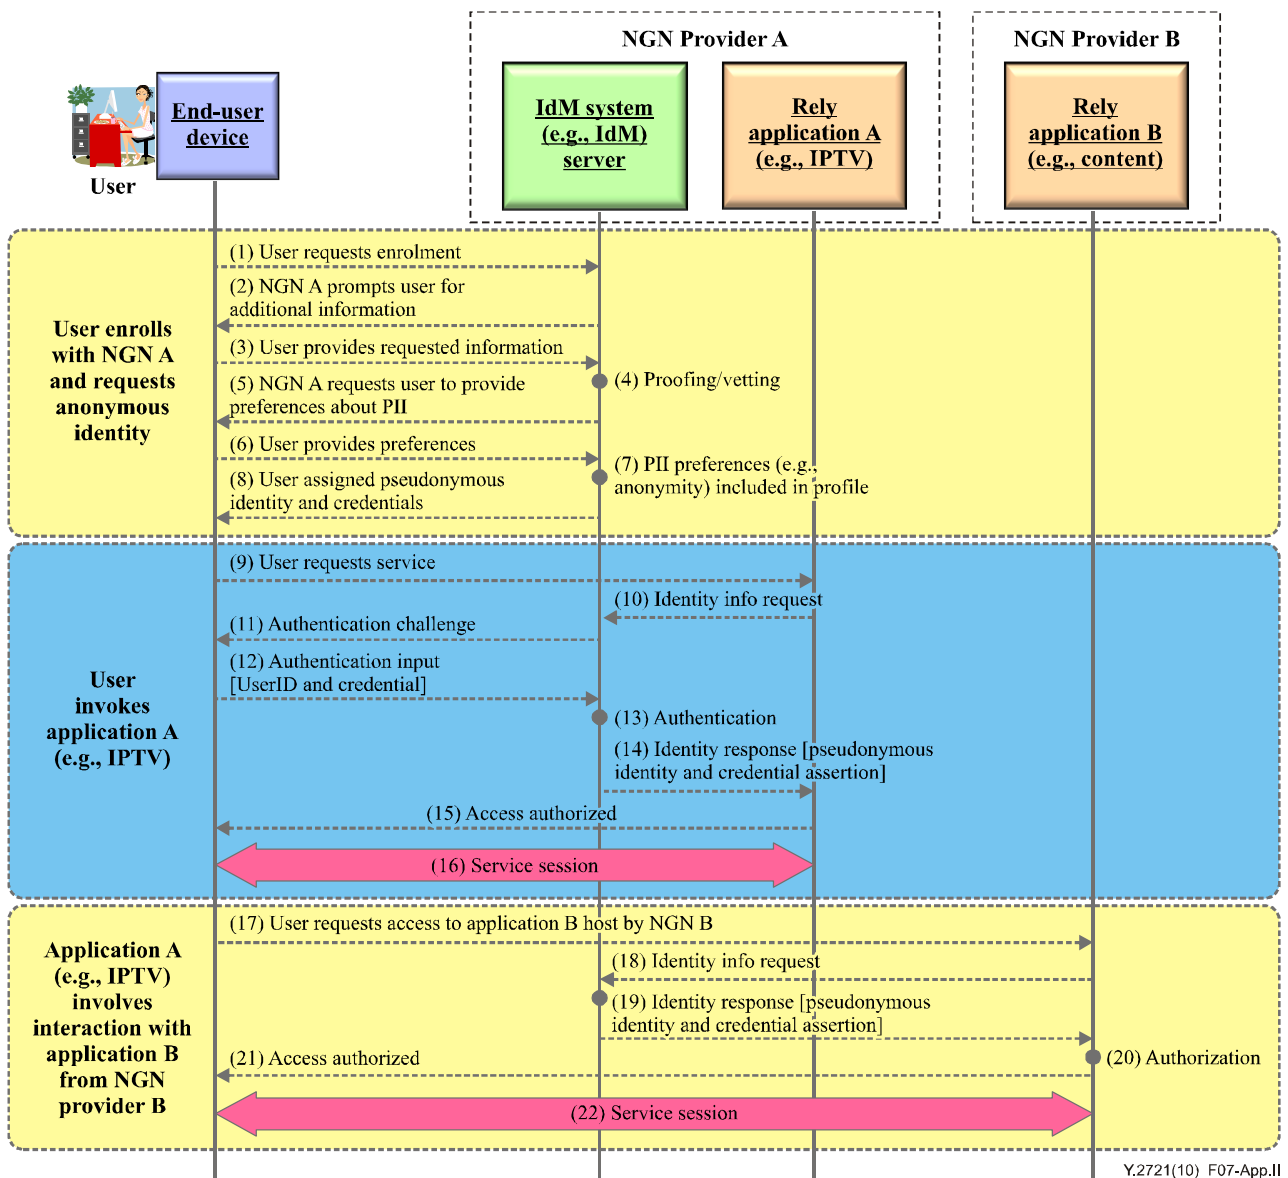 NGN Provider A
NGN Provider B
User
End-user
device
IdM system
(e.g., IdM)
server
Rely
application A
(e.g., IPTV)
Rely
application B
(e.g., content)
User enrolls
with NGN A
and requests
anonymous
identity
(1) User requests enrolment
(2) NGN A prompts user for
additional information
(3) User provides requested information
(4) Proofing/vetting
(5) NGN A requests user to provide
preferences about PII
(6) User provides preferences
(7) PII preferences (e.g.,
anonymity) included in profile
(8) User assigned pseudonymous
identity and credentials
User
invokes
application A
(e.g., IPTV)
(9) User requests service
(10) Identity info request
(11) Authentication challenge
(12) Authentication input
[UserID and credential]
(13) Authentication
(14) Identity response [pseudonymous
identity and credential assertion]
(15) Access authorized
(16) Service session
Application A
(e.g., IPTV)
involves
interaction with
application B
from NGN
provider B
(17) User requests access to application B host by NGN B
(18) Identity info request
(19) Identity response [pseudonymous
identity and credential assertion]
(20) Authorization
(21) Access authorized
(22) Service session
Y.2721(10)_F07-App.II